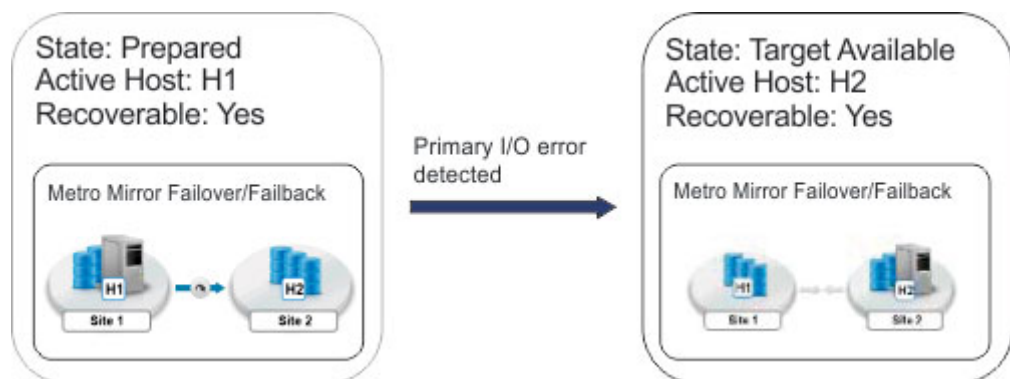 State: Prepared
Active Host: H1
Recoverable: Yes
Metro Mirror Failover/Failback
H1
H2
Site 1
Site 2
Primary I/O error
detected
State: Target Available
Active Host: H2
Recoverable: Yes
Metro Mirror Failover/Failback
H1
H2
Site 1
Site 2